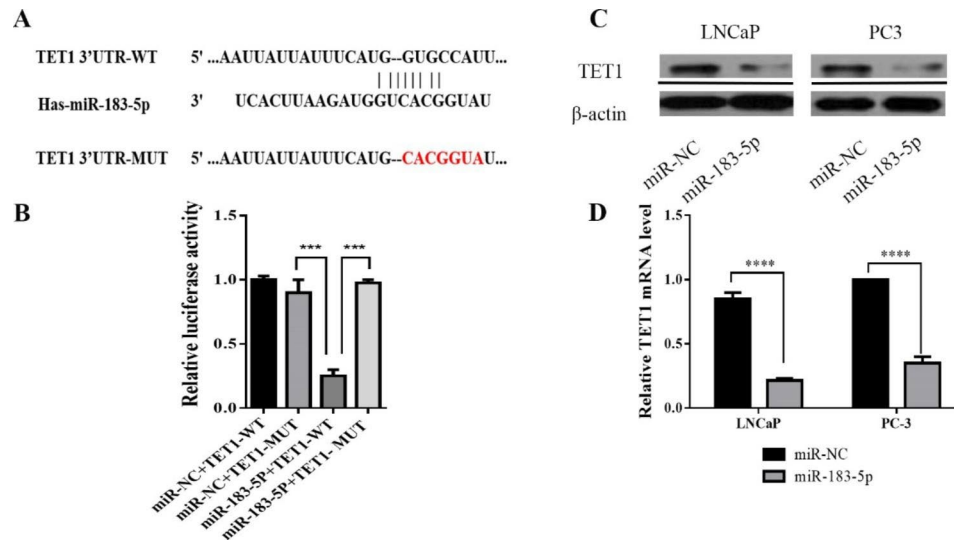 A
TET1 3’UTR-WT 5' ...AAUUAUUAUUUCAUG--GUGCCAUU...
Has-miR-183-5p 3' UCACUUAAGAUGGUCACGGUAU
TET1 3’UTR-MUT 5' ...AAUUAUUAUUUCAUG--CACGGUAU...
B
Relative luciferase activity
1.5
1.0
0.5
0.0
*** ***
miR-NC+TET1-WT
miR-NC+TET1-MUT
miR-183-5P+TET1-WT
miR-183-5P+TET1- MUT
C
LNCaP PC3
TET1
β-actin
miR-NC miR-183-5p miR-NC miR-183-5p
D
Relative TET1 mRNA level
1.5
1.0
0.5
0.0
**** ****
LNCaP PC-3
miR-NC
miR-183-5p